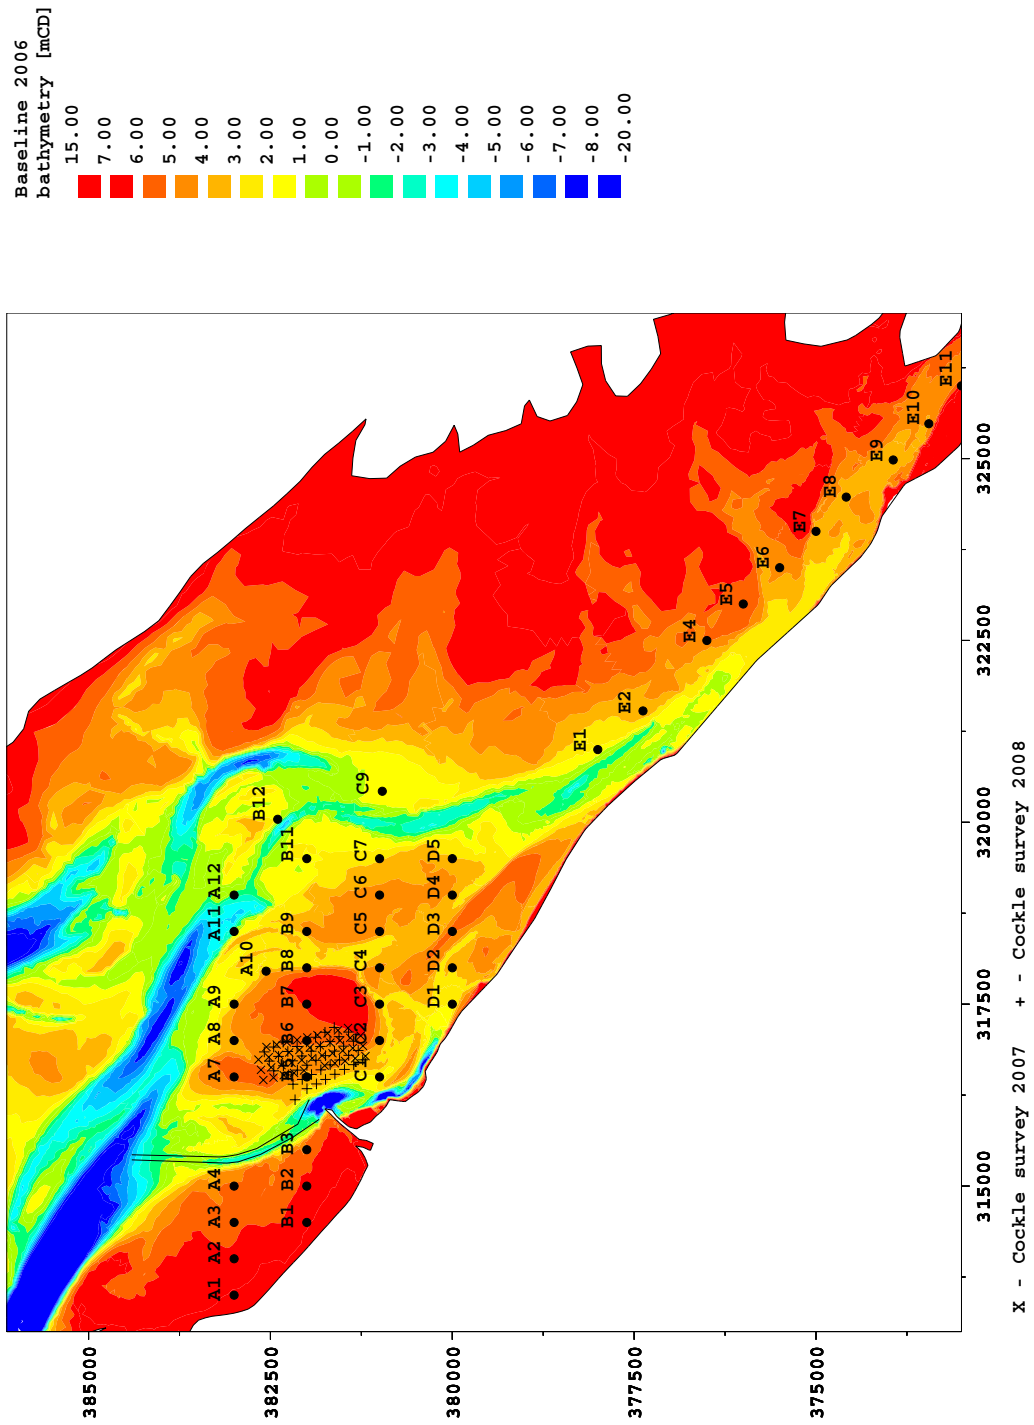 Baseline 2006
bathymetry [mCD]
15.00
7.00
6.00
5.00
4.00
3.00
2.00
1.00
0.00
-1.00
-2.00
-3.00
-4.00
-5.00
-6.00
-7.00
-8.00
-20.00
A1 A2 A3 A4 A7 A8 A9 A10 A11 A12
B1 B2 B3 B5 B6 B7 B8 B9 B11 B12
C1 C2 C3 C4 C5 C6 C7 C9
D1 D2 D3 D4 D5
E1 E2 E4 E5 E6 E7 E8 E9 E10 E11
385000
382500
380000
377500
375000
315000 317500 320000 322500 325000
X - Cockle survey 2007 + - Cockle survey 2008